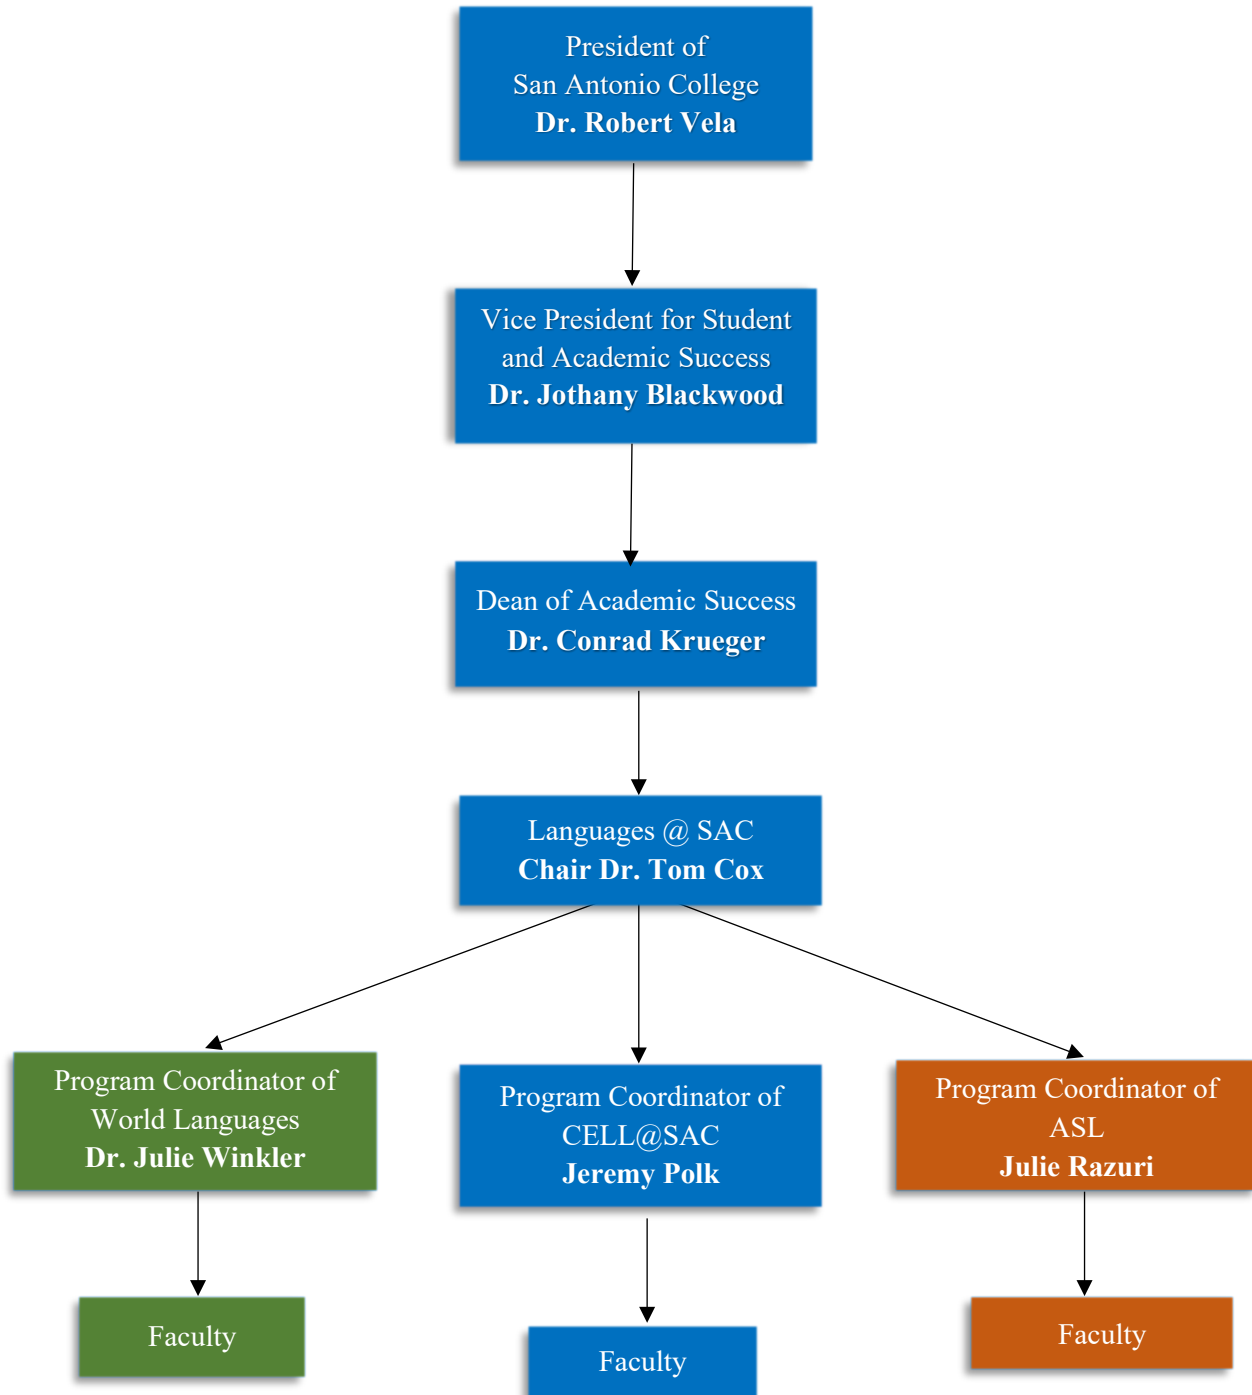 President of
San Antonio College
Dr. Robert Vela
Vice President for Student
and Academic Success
Dr. Jothany Blackwood
Dean of Academic Success
Dr. Conrad Krueger
Languages @ SAC
Chair Dr. Tom Cox
Program Coordinator of
World Languages
Dr. Julie Winkler
Program Coordinator of
CELL@SAC
Jeremy Polk
Program Coordinator of
ASL
Julie Razuri
Faculty
Faculty
Faculty